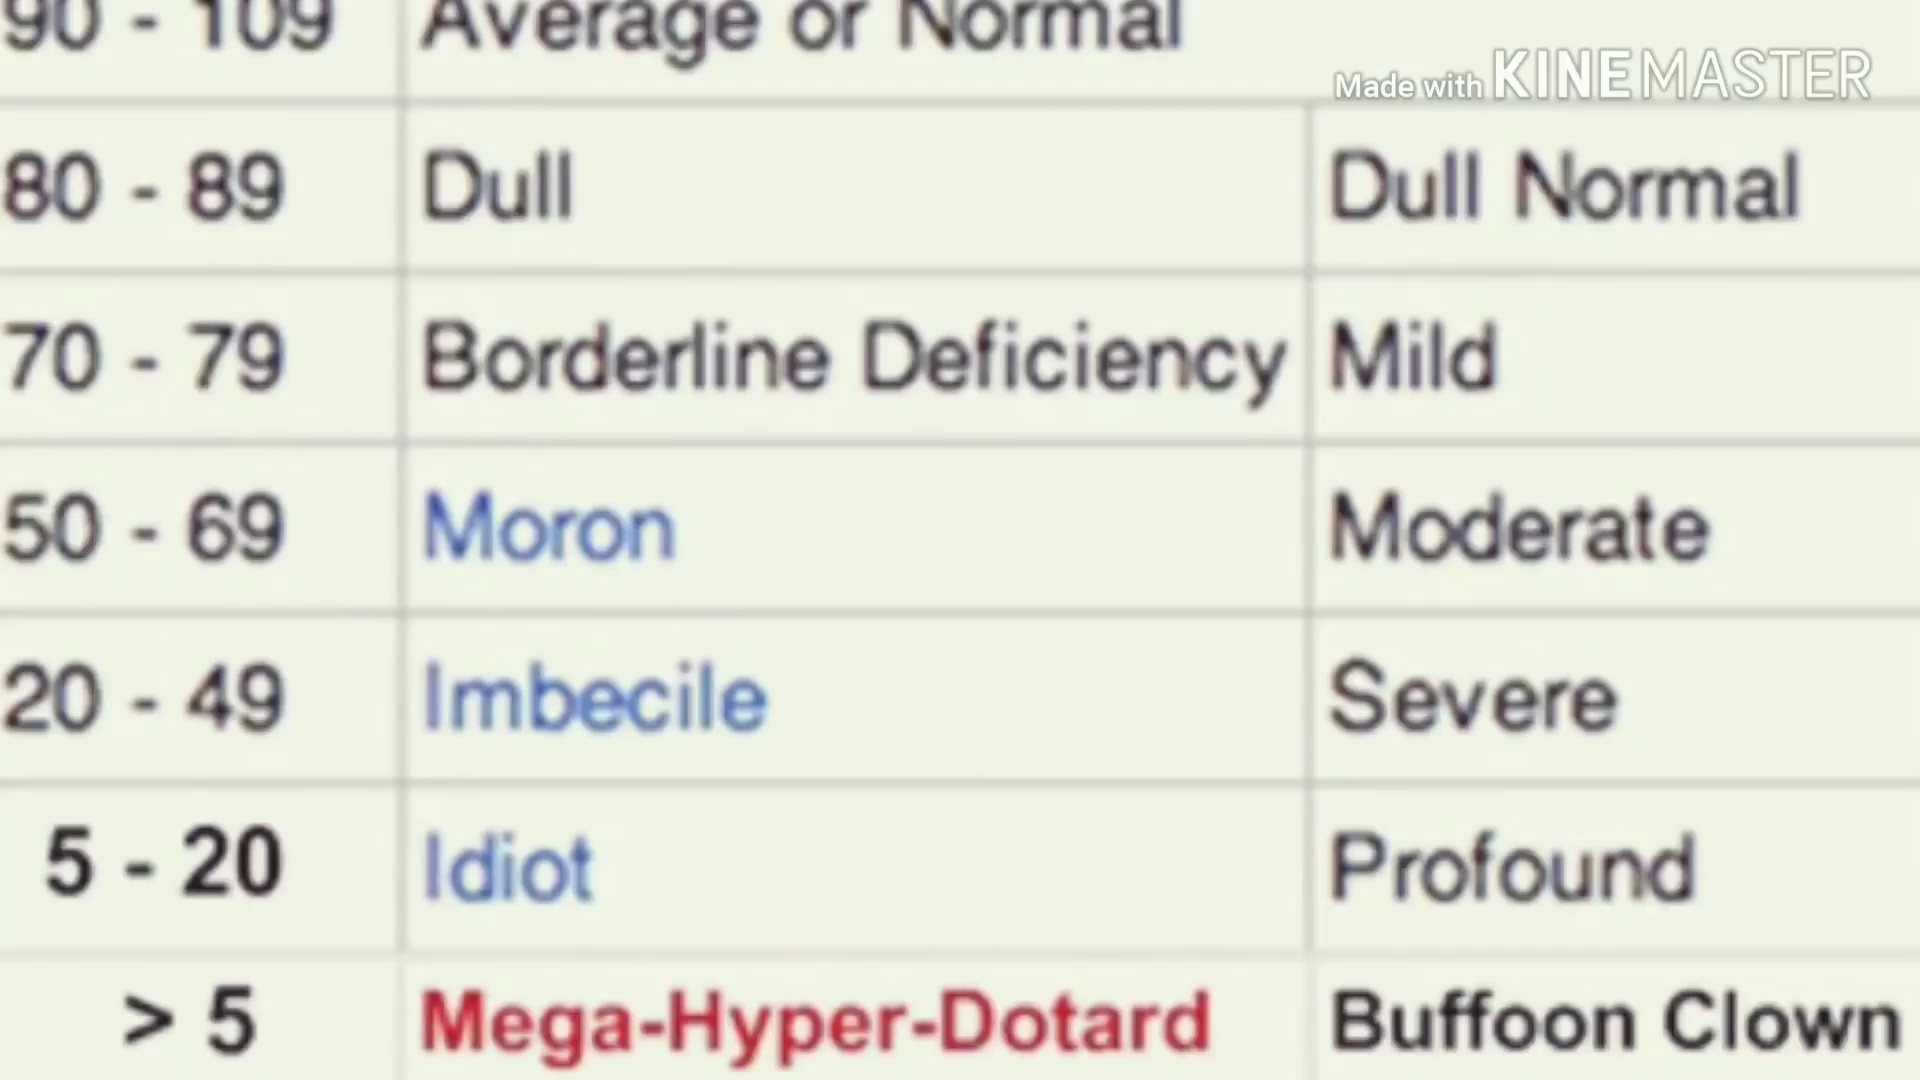 90 - 109 Average or Normal
Made with KINEMASTER
80 - 89 Dull Dull Normal
70 - 79 Borderline Deficiency Mild
50 - 69 Moron Moderate
20 - 49 Imbecile Severe
5 - 20 Idiot Profound
> 5 Mega-Hyper-Dotard Buffoon Clown